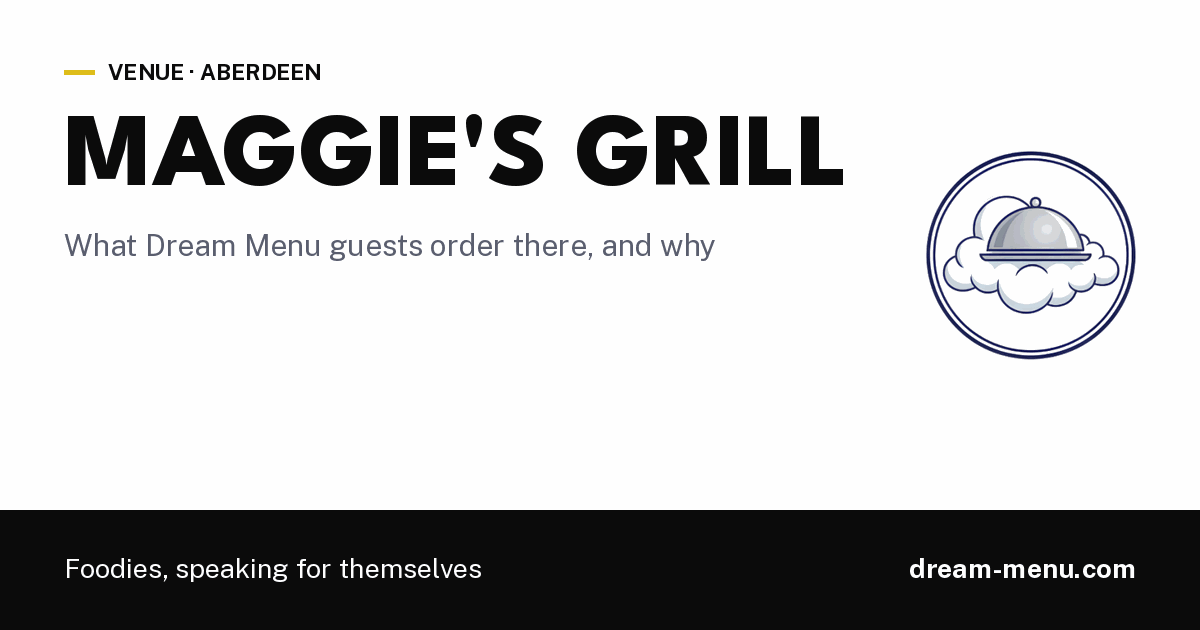 VENUE · ABERDEEN
MAGGIE'S GRILL
What Dream Menu guests order there, and why
Foodies, speaking for themselves
dream-menu.com